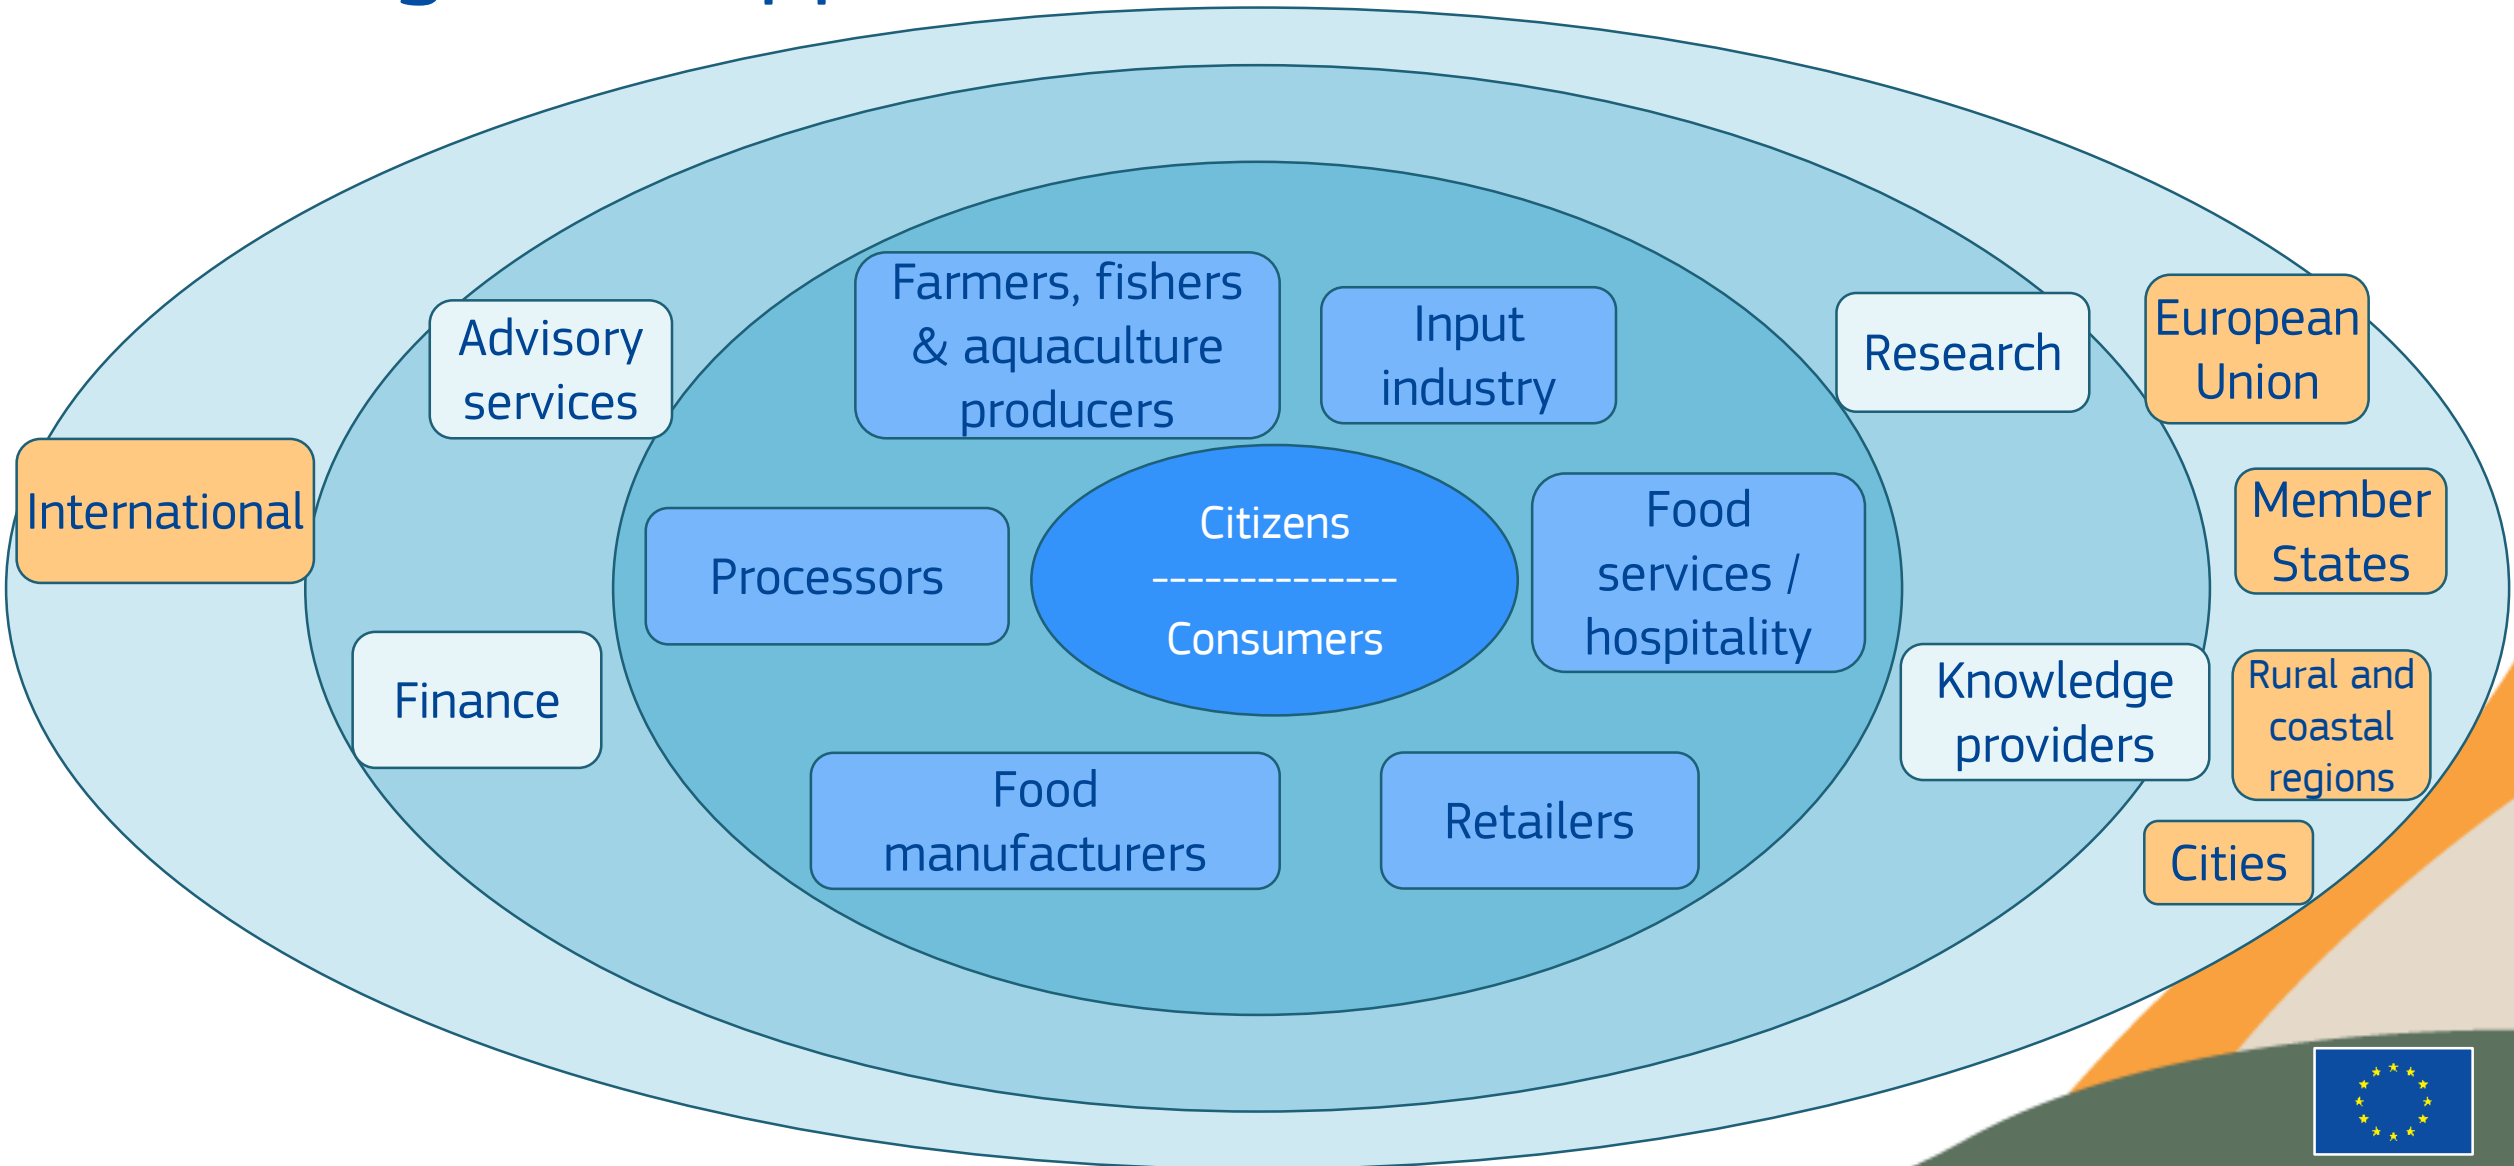 Farmers, fishers
& aquaculture
producers
Input
industry
Advisory
services
Research
European
Union
International
Member
States
Citizens
--------------
Consumers
Processors
Food
services /
hospitality
Finance
Knowledge
providers
Rural and
coastal
regions
Food
manufacturers
Retailers
Cities